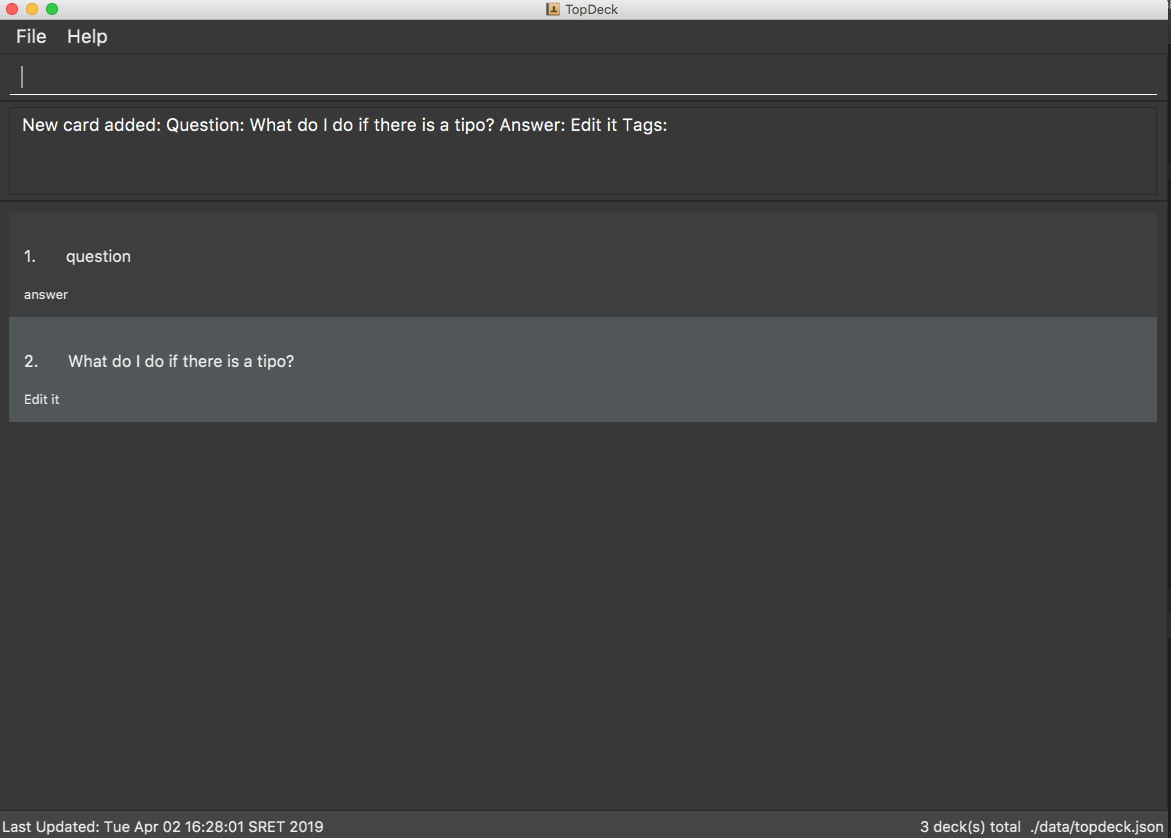 TopDeck
File Help
New card added: Question: What do I do if there is a tipo? Answer: Edit it Tags:
1. question
answer
2. What do I do if there is a tipo?
Edit it
Last Updated: Tue Apr 02 16:28:01 SRET 2019 3 deck(s) total ./data/topdeck.json